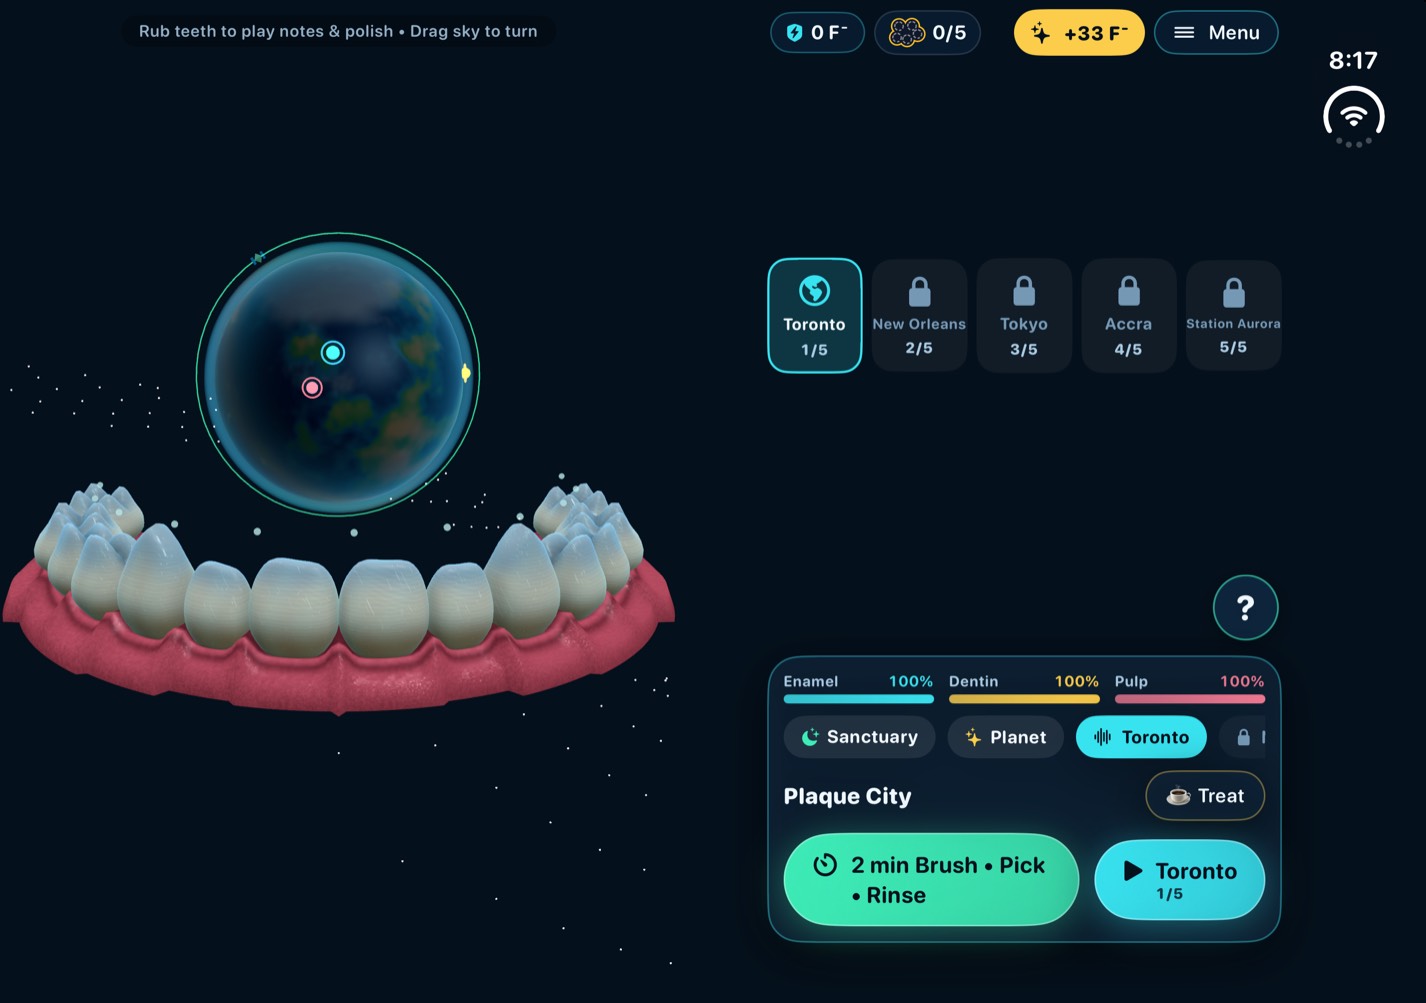 Rub teeth to play notes & polish • Drag sky to turn
0 F⁻
0/5
+33 F⁻
Menu
8:17
Toronto
1/5
New Orleans
2/5
Tokyo
3/5
Accra
4/5
Station Aurora
5/5
?
Enamel 100%
Dentin 100%
Pulp 100%
Sanctuary
Planet
Toronto
Plaque City
Treat
2 min Brush • Pick
• Rinse
Toronto
1/5